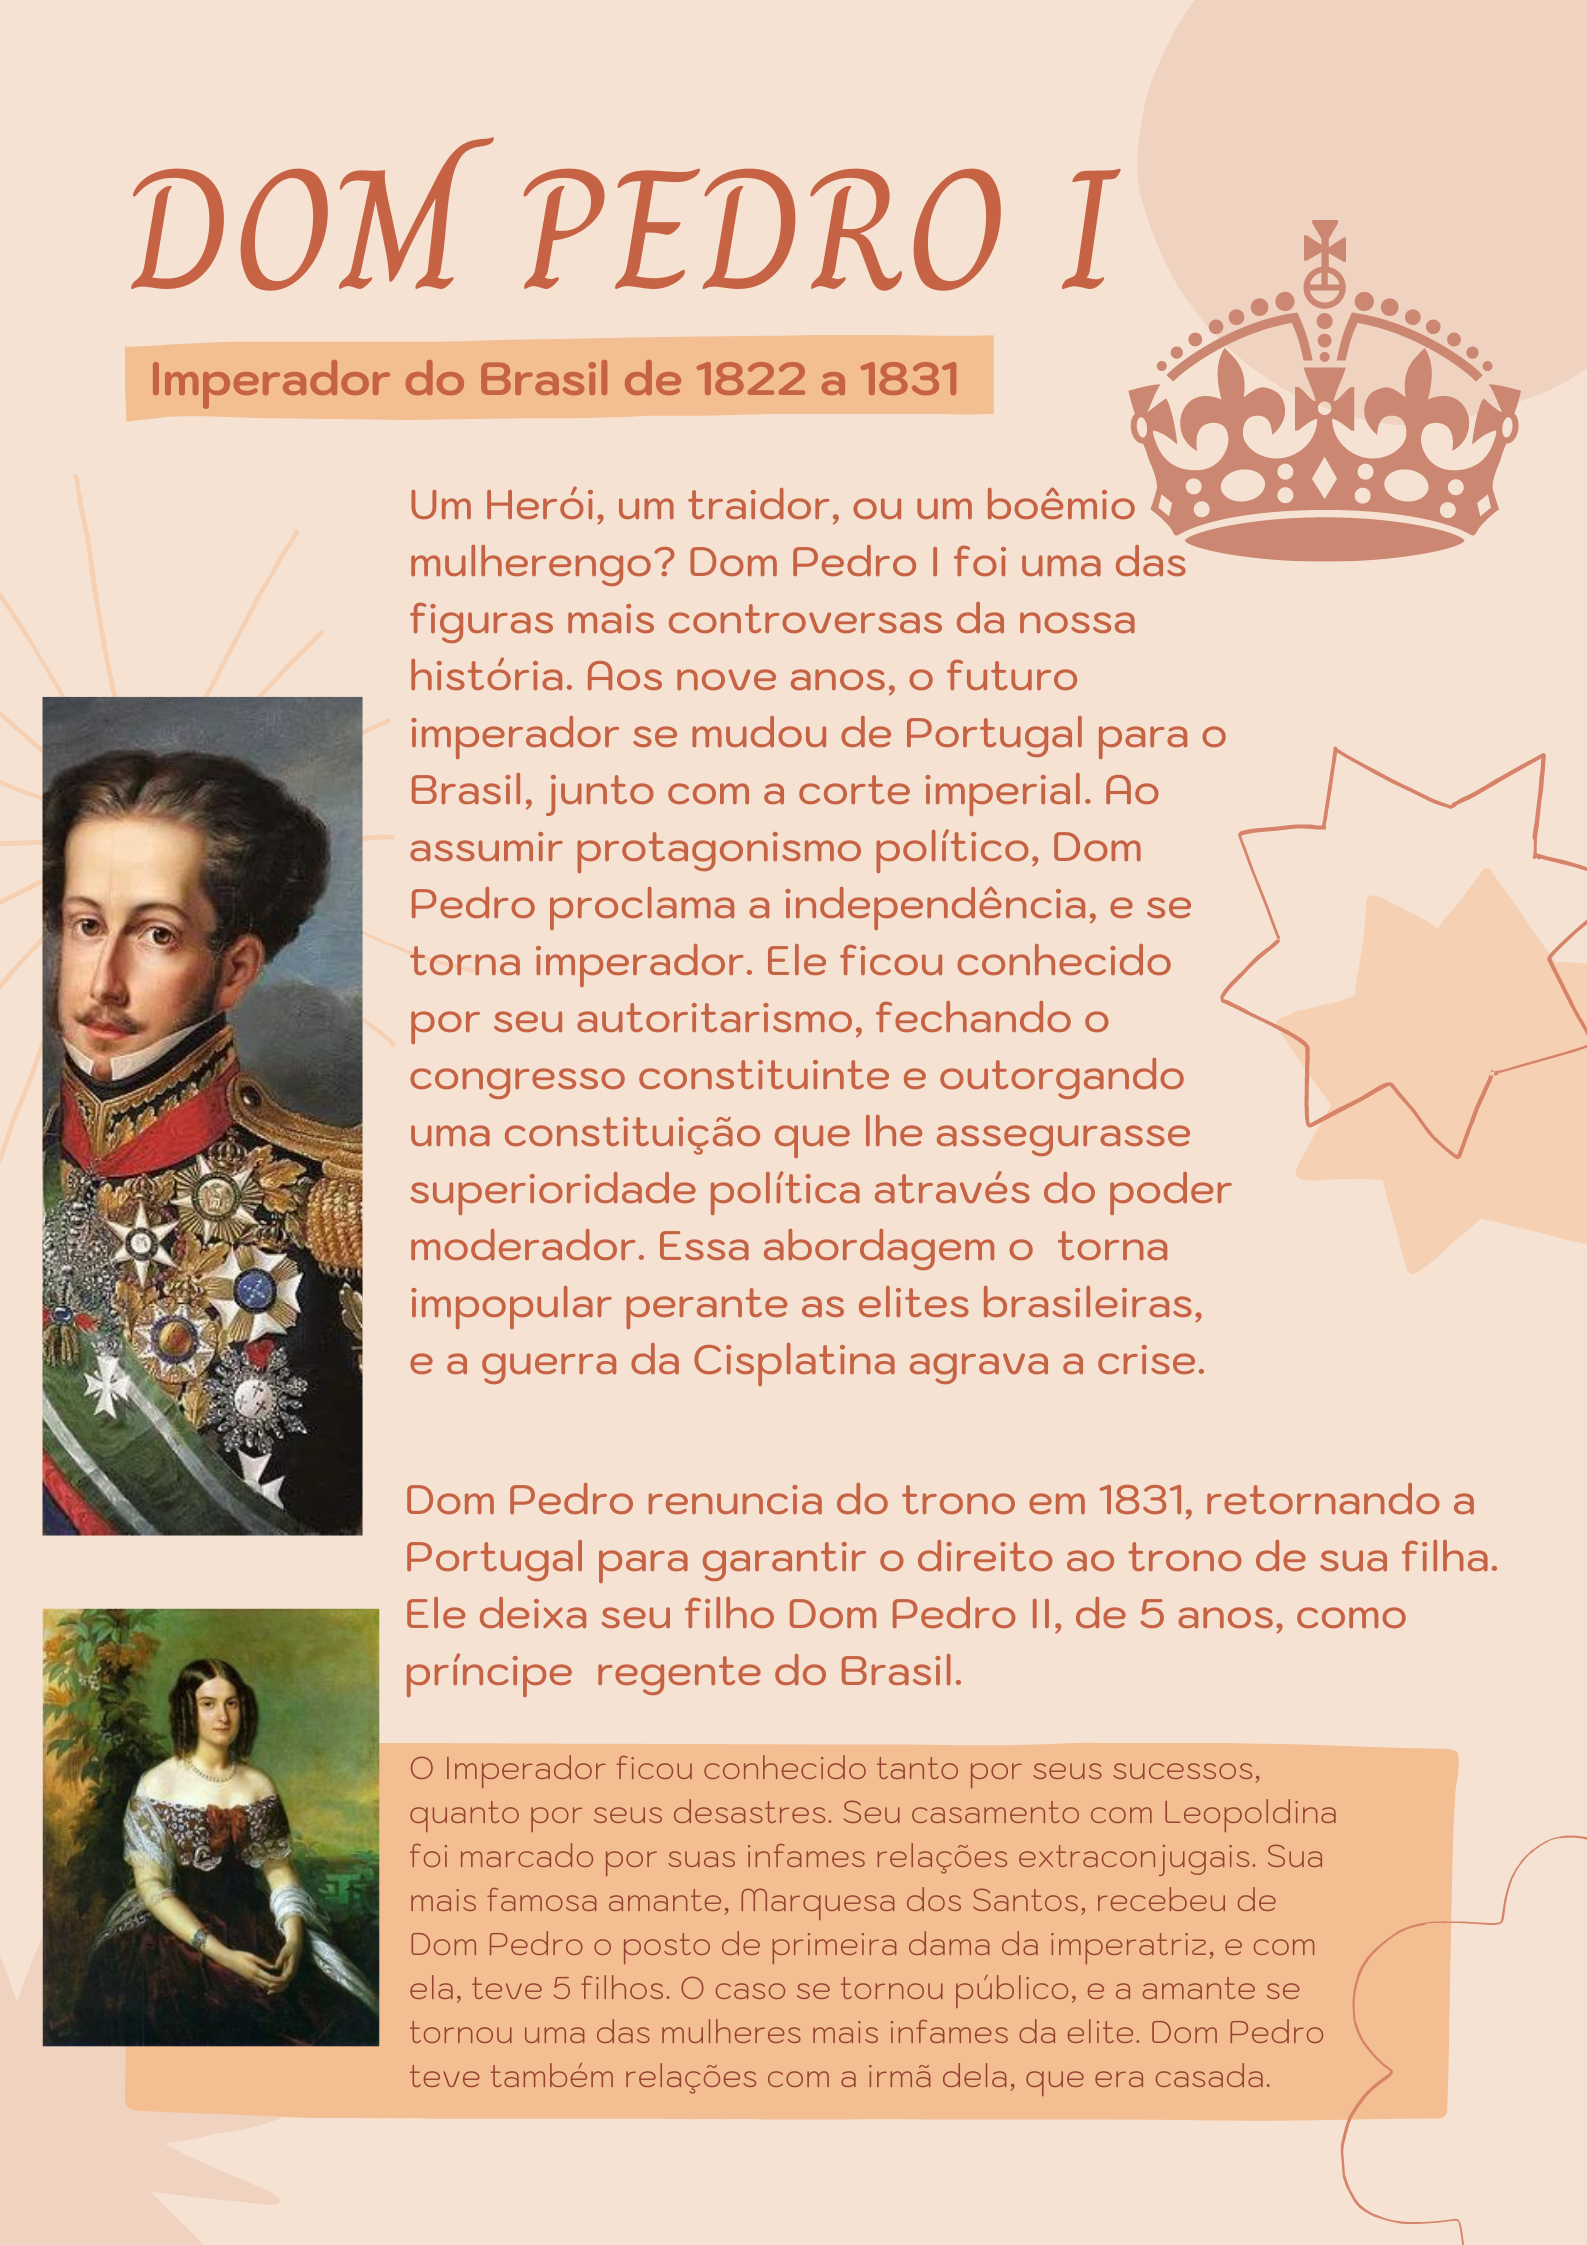 DOM PEDRO I
Imperador do Brasil de 1822 a 1831
Um Herói, um traidor, ou um boêmio
mulherengo? Dom Pedro I foi uma das
figuras mais controversas da nossa
história. Aos nove anos, o futuro
imperador se mudou de Portugal para o
Brasil, junto com a corte imperial. Ao
assumir protagonismo político, Dom
Pedro proclama a independência, e se
torna imperador. Ele ficou conhecido
por seu autoritarismo, fechando o
congresso constituinte e outorgando
uma constituição que lhe assegurasse
superioridade política através do poder
moderador. Essa abordagem o  torna
impopular perante as elites brasileiras,
e a guerra da Cisplatina agrava a crise.
Dom Pedro renuncia do trono em 1831, retornando a
Portugal para garantir o direito ao trono de sua filha.
Ele deixa seu filho Dom Pedro II, de 5 anos, como
príncipe  regente do Brasil.
O Imperador ficou conhecido tanto por seus sucessos,
quanto por seus desastres. Seu casamento com Leopoldina
foi marcado por suas infames relações extraconjugais. Sua
mais famosa amante, Marquesa dos Santos, recebeu de
Dom Pedro o posto de primeira dama da imperatriz, e com
ela, teve 5 filhos. O caso se tornou público, e a amante se
tornou uma das mulheres mais infames da elite. Dom Pedro
teve também relações com a irmã dela, que era casada.